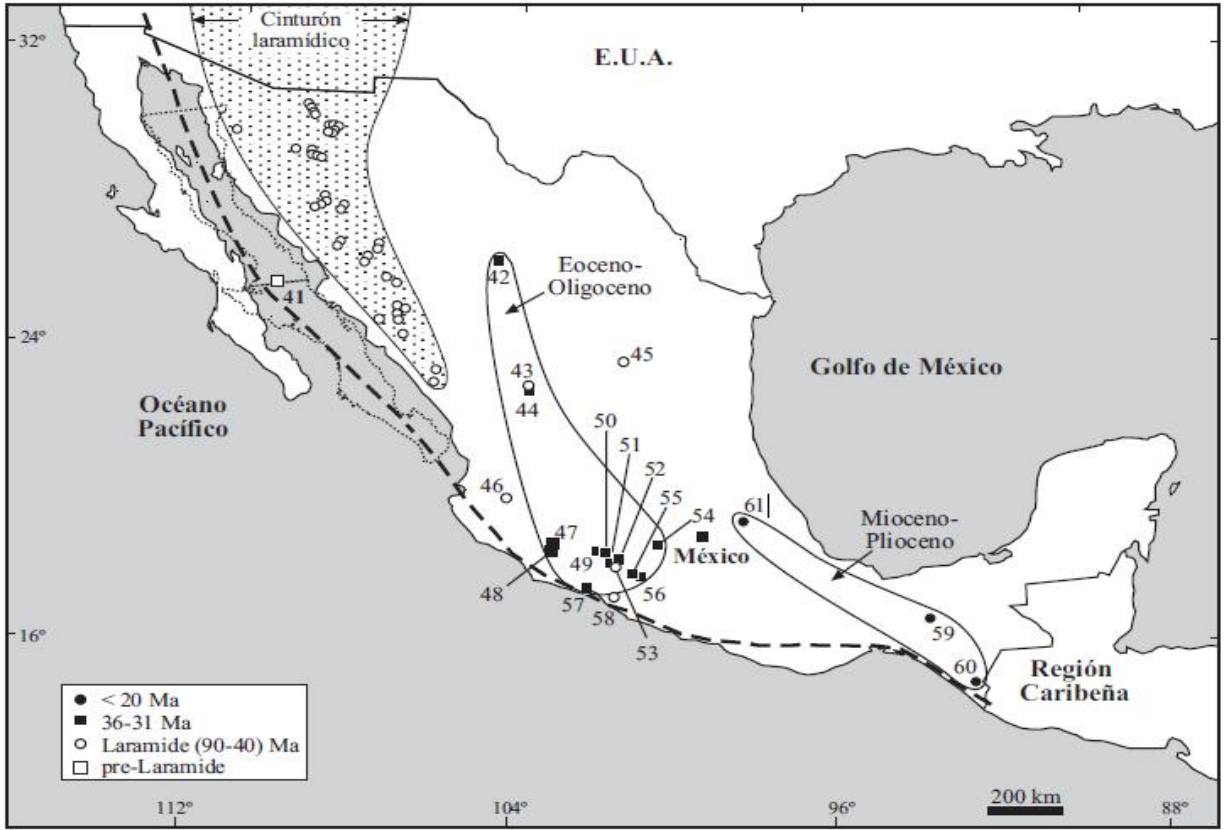 Cinturón
laramídico
32°
E.U.A.
42
Eoceno-
Oligoceno
41
24°
43
45
44
Golfo de México
Océano
Pacífico
50
51
52
46
55
54
61
Mioceno-
Plioceno
47
49
México
48
57
58
56
53
59
60
16°
Región
Caribeña
< 20 Ma
36-31 Ma
Laramide (90-40) Ma
pre-Laramide
200 km
112°
104°
96°
88°